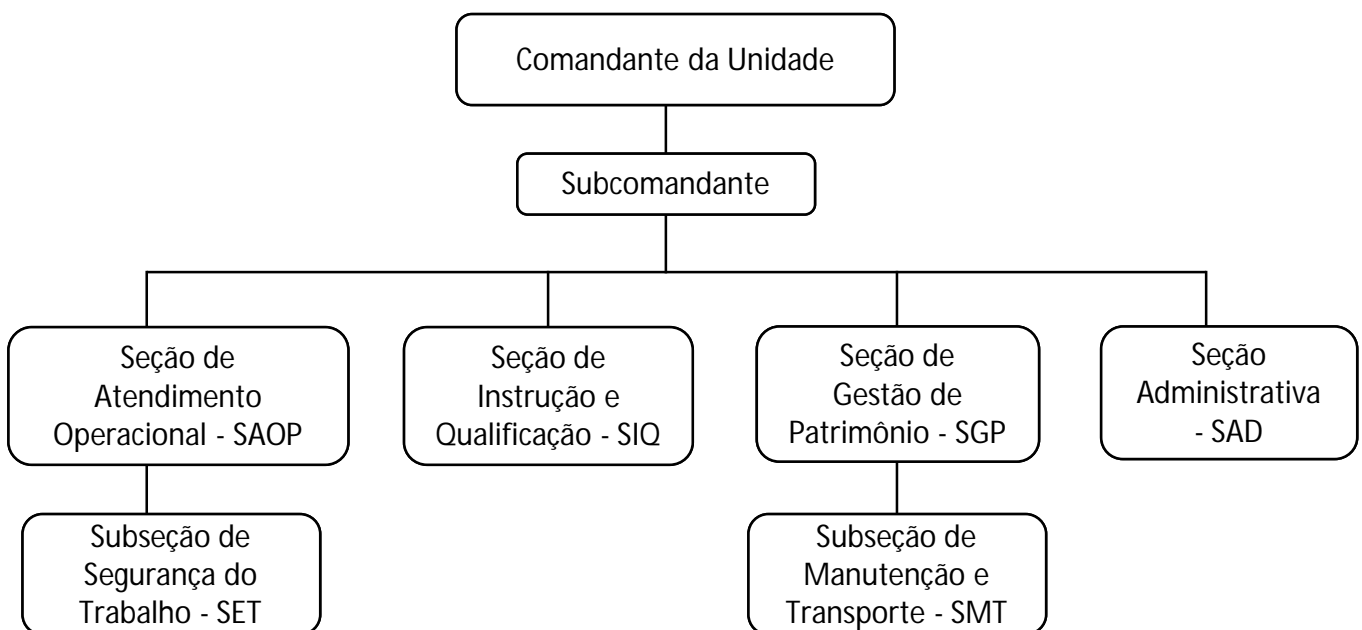 Comandante da Unidade
Subcomandante
Seção de
Atendimento
Operacional - SAOP
Seção de
Instrução e
Qualificação - SIQ
Seção de
Gestão de
Patrimônio - SGP
Seção
Administrativa
- SAD
Subseção de
Segurança do
Trabalho - SET
Subseção de
Manutenção e
Transporte - SMT